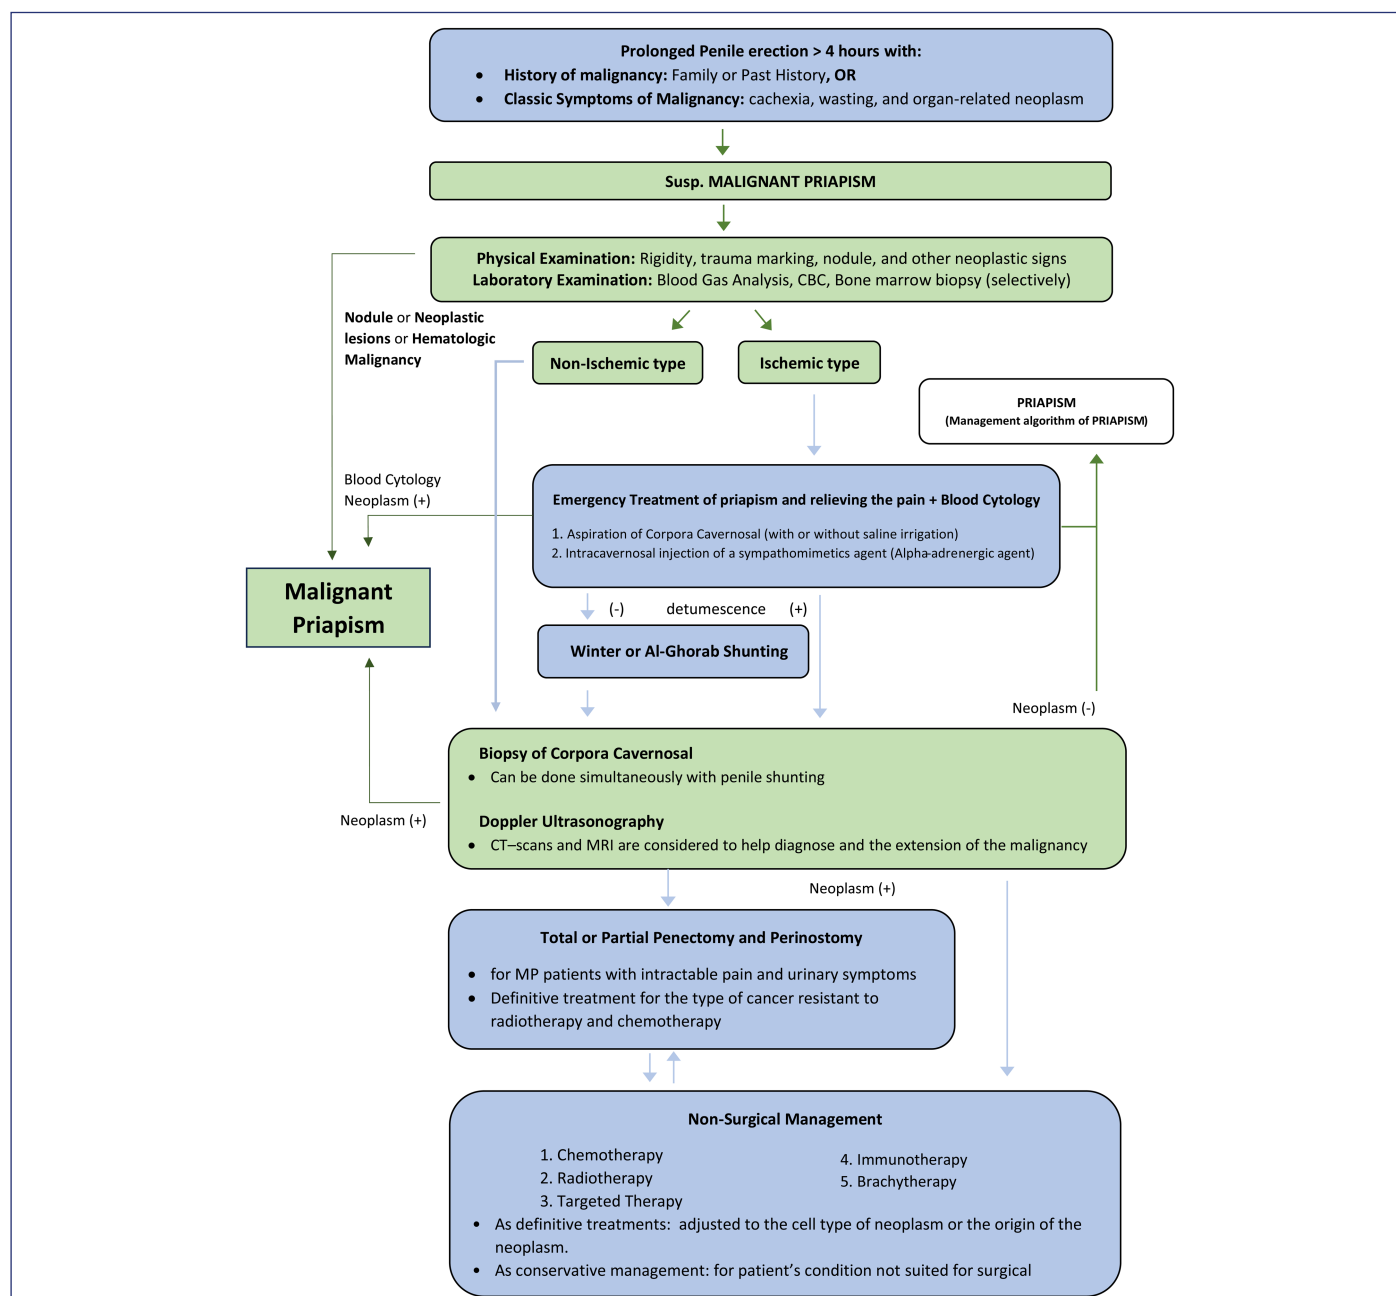 Prolonged Penile erection > 4 hours with:
• History of malignancy: Family or Past History, OR
• Classic Symptoms of Malignancy: cachexia, wasting, and organ-related neoplasm
Susp. MALIGNANT PRIAPISM
Physical Examination: Rigidity, trauma marking, nodule, and other neoplastic signs
Laboratory Examination: Blood Gas Analysis, CBC, Bone marrow biopsy (selectively)
Nodule or Neoplastic
lesions or Hematologic
Malignancy
Non-Ischemic type
Ischemic type
PRIAPISM
(Management algorithm of PRIAPISM)
Blood Cytology
Neoplasm (+)
Emergency Treatment of priapism and relieving the pain + Blood Cytology
1. Aspiration of Corpora Cavernosal (with or without saline irrigation)
2. Intracavernosal injection of a sympathomimetics agent (Alpha-adrenergic agent)
Malignant
Priapism
(-) detumescence (+)
Winter or Al-Ghorab Shunting
Neoplasm (-)
Biopsy of Corpora Cavernosal
• Can be done simultaneously with penile shunting
Doppler Ultrasonography
• CT–scans and MRI are considered to help diagnose and the extension of the malignancy
Neoplasm (+)
Neoplasm (+)
Total or Partial Penectomy and Perinostomy
• for MP patients with intractable pain and urinary symptoms
• Definitive treatment for the type of cancer resistant to
radiotherapy and chemotherapy
Non-Surgical Management
1. Chemotherapy
2. Radiotherapy
3. Targeted Therapy
4. Immunotherapy
5. Brachytherapy
• As definitive treatments: adjusted to the cell type of neoplasm or the origin of the
neoplasm.
• As conservative management: for patient's condition not suited for surgical